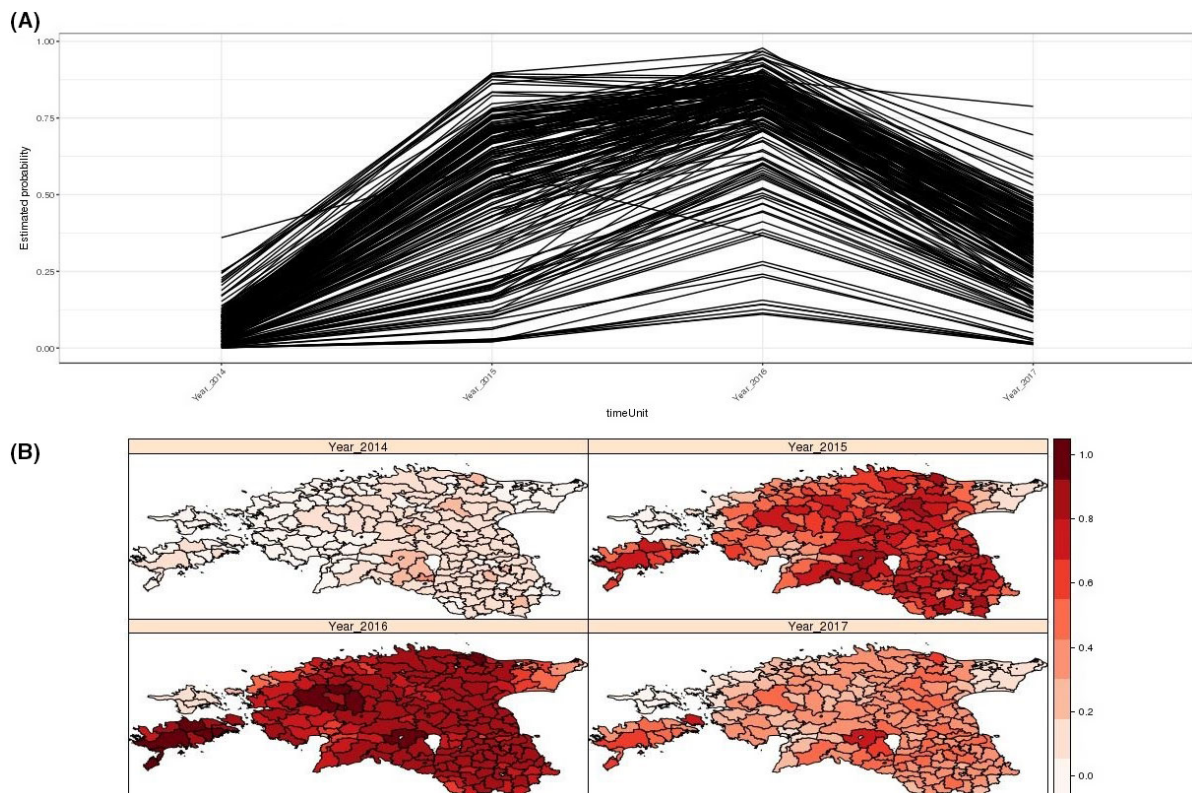 (A)
1.00
0.75
0.50
0.25
0.00
Estimated probability
Year_2014
Year_2015
Year_2016
Year_2017
timeUnit
(B)
Year_2014
Year_2015
Year_2016
Year_2017
1.0
0.8
0.6
0.4
0.2
0.0